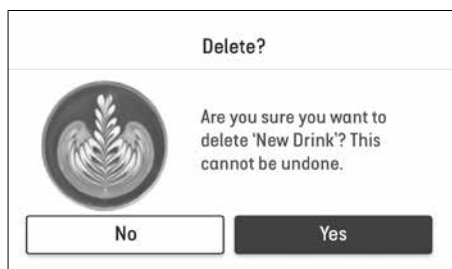 Delete?
Are you sure you want to
delete ‘New Drink’? This
cannot be undone.
No
Yes